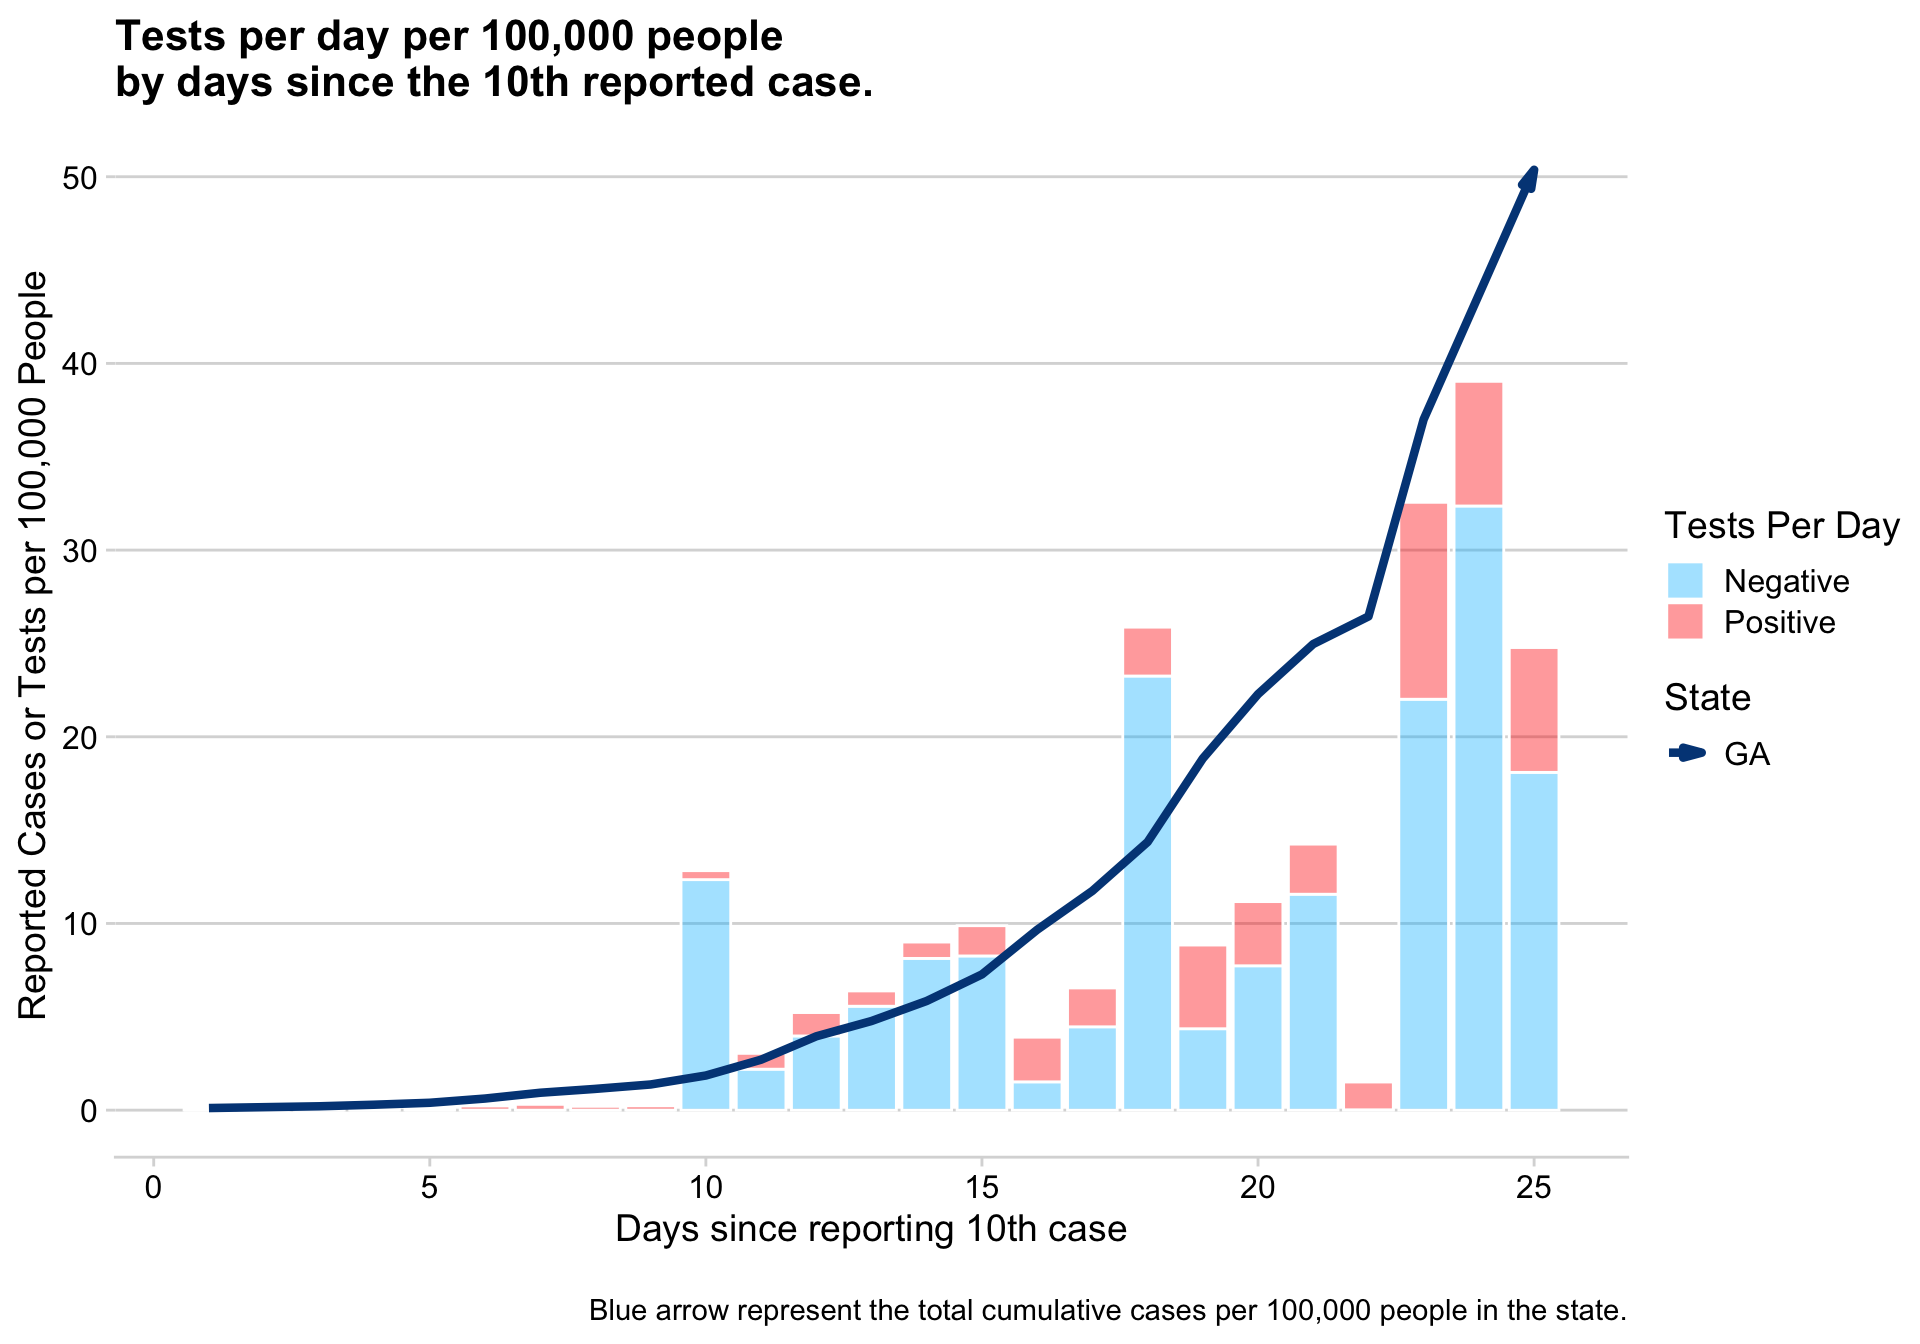 Tests per day per 100,000 people
by days since the 10th reported case.
Reported Cases or Tests per 100,000 People
50
40
30
20
10
0
0 5 10 15 20 25
Days since reporting 10th case
Tests Per Day
Negative
Positive
State
GA
Blue arrow represent the total cumulative cases per 100,000 people in the state.